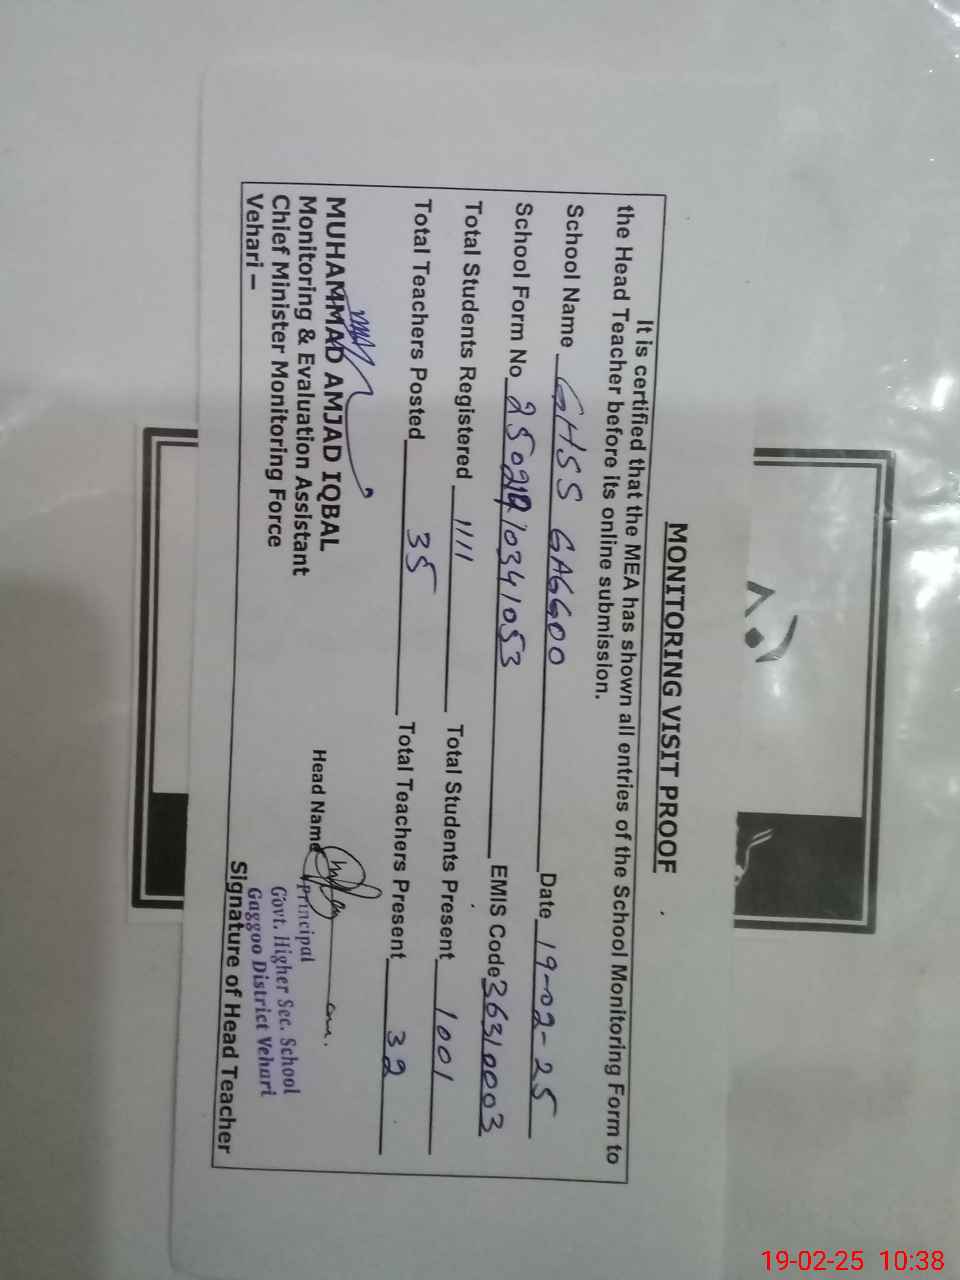 MONITORING VISIT PROOF
It is certified that the MEA has shown all entries of the School Monitoring Form to
the Head Teacher before its online submission.
School Name GHSS GAGGOO Date 19-02-25
School Form No EMIS Code 36310003
Total Students Registered 1111 Total Students Present 1001
Total Teachers Posted 35 Total Teachers Present 32
MUHAMMAD AMJAD IQBAL
Monitoring & Evaluation Assistant
Chief Minister Monitoring Force
Vehari –
Head Name
Principal
Govt. Higher Sec. School
Gaggoo District Vehari
Signature of Head Teacher
19-02-25 10:38